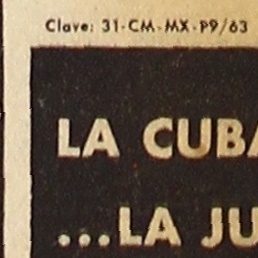 Clave: 31-CM-MX-P9/63
LA CUBA
...LA JU